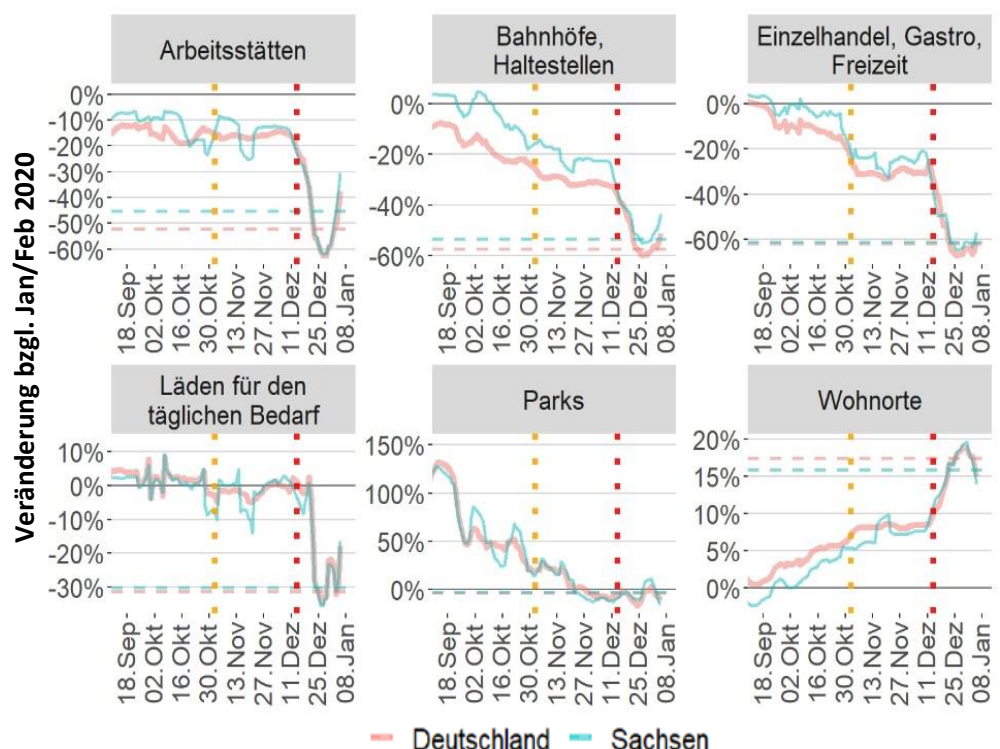 Veränderung bzgl. Jan/Feb 2020
Arbeitsstätten
0%
-10%
-20%
-30%
-40%
-50%
-60%
18.Sep
02.Okt
16.Okt
30.Okt
13.Nov
27.Nov
11.Dez
25.Dez
08.Jan
Bahnhöfe,
Haltestellen
0%
-20%
-40%
-60%
18.Sep
02.Okt
16.Okt
30.Okt
13.Nov
27.Nov
11.Dez
25.Dez
08.Jan
Einzelhandel, Gastro,
Freizeit
0%
-20%
-40%
-60%
18.Sep
02.Okt
16.Okt
30.Okt
13.Nov
27.Nov
11.Dez
25.Dez
08.Jan
Läden für den
täglichen Bedarf
10%
0%
-10%
-20%
-30%
18.Sep
02.Okt
16.Okt
30.Okt
13.Nov
27.Nov
11.Dez
25.Dez
08.Jan
Parks
150%
100%
50%
0%
18.Sep
02.Okt
16.Okt
30.Okt
13.Nov
27.Nov
11.Dez
25.Dez
08.Jan
Wohnorte
20%
15%
10%
5%
0%
18.Sep
02.Okt
16.Okt
30.Okt
13.Nov
27.Nov
11.Dez
25.Dez
08.Jan
Deutschland Sachsen